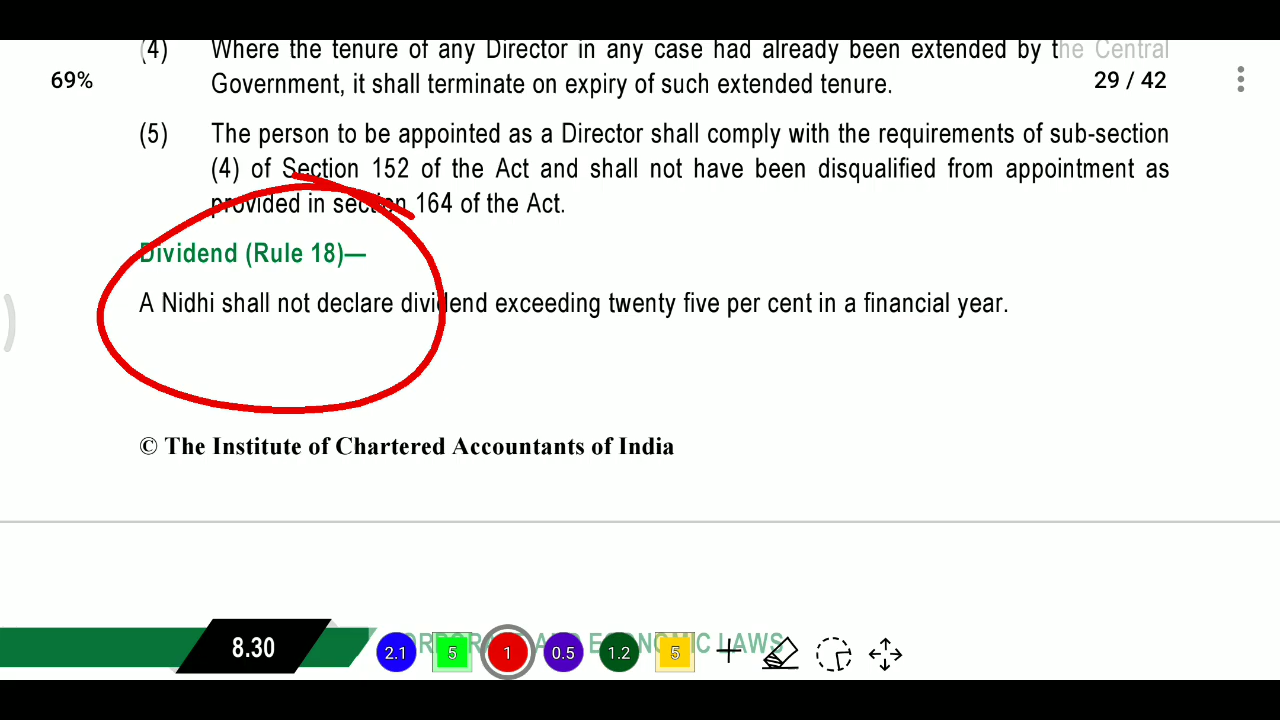 (4) Where the tenure of any Director in any case had already been extended by the Central
69%
Government, it shall terminate on expiry of such extended tenure.
29 / 42
(5) The person to be appointed as a Director shall comply with the requirements of sub-section
(4) of Section 152 of the Act and shall not have been disqualified from appointment as
provided in section 164 of the Act.
Dividend (Rule 18)—
A Nidhi shall not declare dividend exceeding twenty five per cent in a financial year.
© The Institute of Chartered Accountants of India
8.30
CORPORATE AND ECONOMIC LAWS
2.1 5 1 0.5 1.2 5